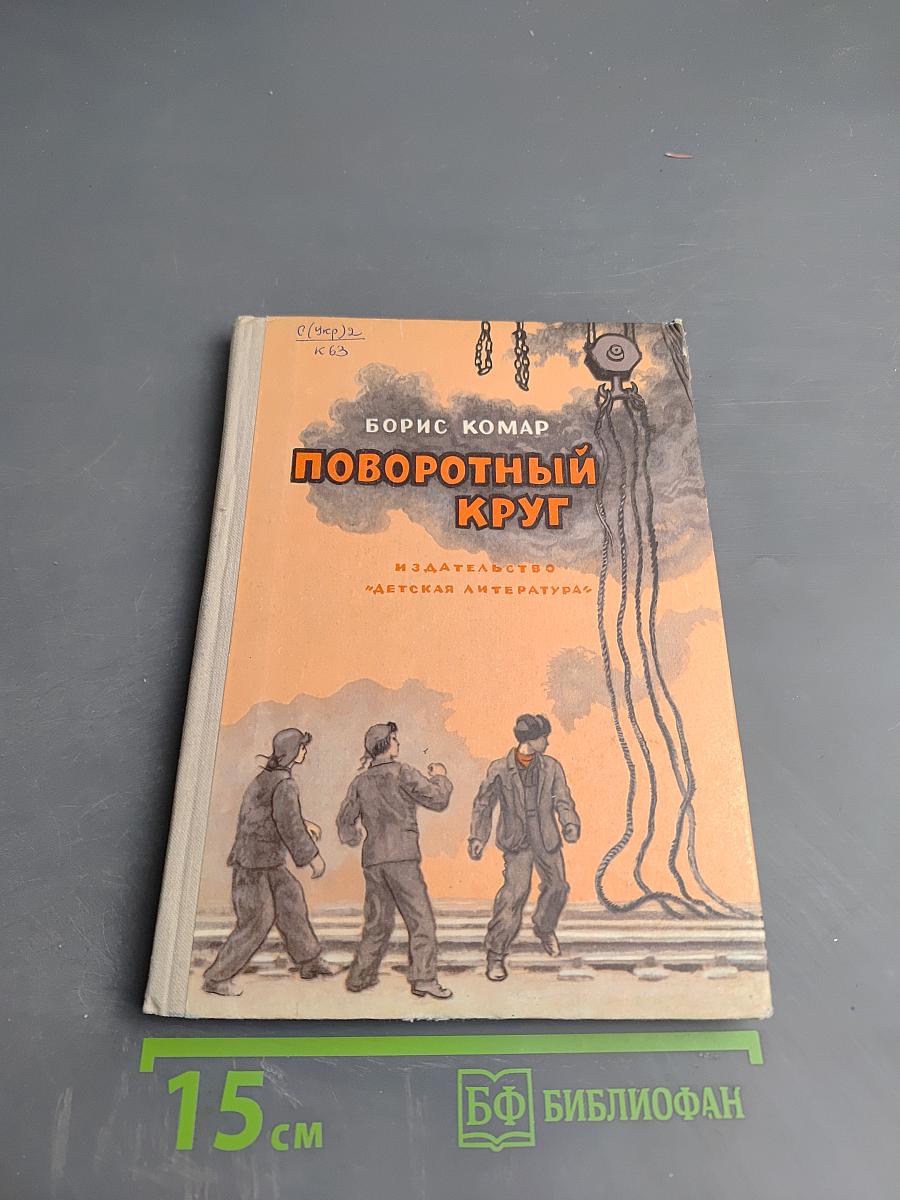 С(Укр)2
К63
БОРИС КОМАР
ПОВОРОТНЫЙ
КРУГ
ИЗДАТЕЛЬСТВО
"ДЕТСКАЯ ЛИТЕРАТУРА"
15 см
БФ БИБЛИОФАН